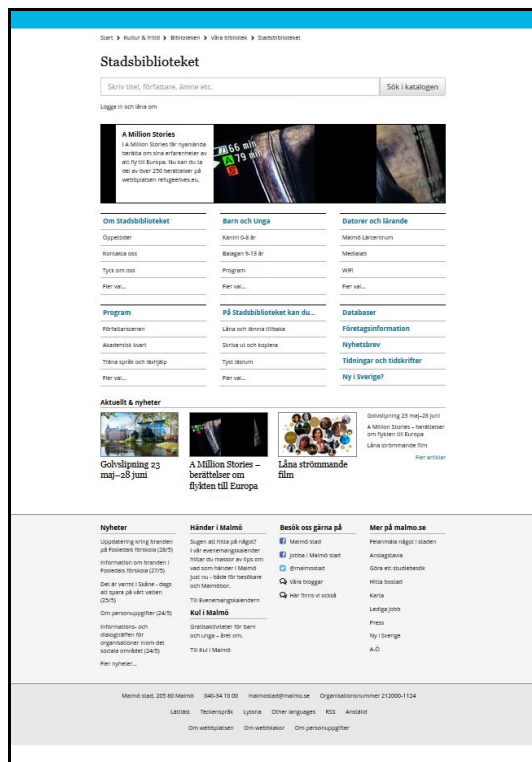 Start > Kultur & fritid > Biblioteken > Våra bibliotek > Stadsbiblioteket
Stadsbiblioteket
Skriv titel, författare, ämne etc.
Sök i katalogen
Logga in och låna om
A Million Stories
I A Million Stories får nyanlända
berätta om sina erfarenheter av
att fly till Europa. Nu kan du ta
del av över 250 berättelser på
webbplatsen refugeelives.eu.
66 min
A 79 min
Om Stadsbiblioteket
Öppettider
Kontakta oss
Tyck om oss
Fler val...
Barn och Unga
Kanini 0-8 år
Balagan 9-13 år
Program
Fler val...
Datorer och lärande
Malmö Lärcentrum
Medialab
WiFi
Fler val...
Program
Författarscenen
Akademisk kvart
Träna språk och läxhjälp
Fler val...
På Stadsbiblioteket kan du...
Låna och lämna tillbaka
Skriva ut och kopiera
Tyst läsrum
Fler val...
Databaser
Företagsinformation
Nyhetsbrev
Tidningar och tidskrifter
Ny i Sverige?
Aktuellt & nyheter
Golvslipning 23
maj–28 juni
A Million Stories –
berättelser om
flykten till Europa
Låna strömmande
film
Golvslipning 23 maj–28 juni
A Million Stories – berättelser
om flykten till Europa
Låna strömmande film
Fler artiklar
Nyheter
Uppdatering kring branden
på Fosiedals förskola (28/5)
Information om branden i
Fosiedals förskola (27/5)
Det är varmt i Skåne - dags
att spara på vårt vatten
(25/5)
Om personuppgifter (24/5)
Informations- och
dialogträffen för
organisationer inom det
sociala området (24/5)
Fler nyheter...
Händer i Malmö
Sugen att hitta på något?
I vår evenemangskalender
hittar du massor av tips om
vad som händer i Malmö
just nu - både för besökare
och Malmöbor.
Till Evenemangskalendern
Kul i Malmö
Gratisaktiviteter för barn
och unga – året om.
Till Kul i Malmö
Besök oss gärna på
Malmö stad
Jobba i Malmö stad
@malmostad
Våra bloggar
Här finns vi också
Mer på malmo.se
Felanmäla något i staden
Anslagstavla
Göra ett studiebesök
Hitta bostad
Karta
Lediga jobb
Press
Ny i Sverige
A-Ö
Malmö stad, 205 80 Malmö 040-34 10 00 malmostad@malmo.se Organisationsnummer 212000-1124
Lättläst Teckenspråk Lyssna Other languages RSS Anställd
Om webbplatsen Om webbkakor Om personuppgifter